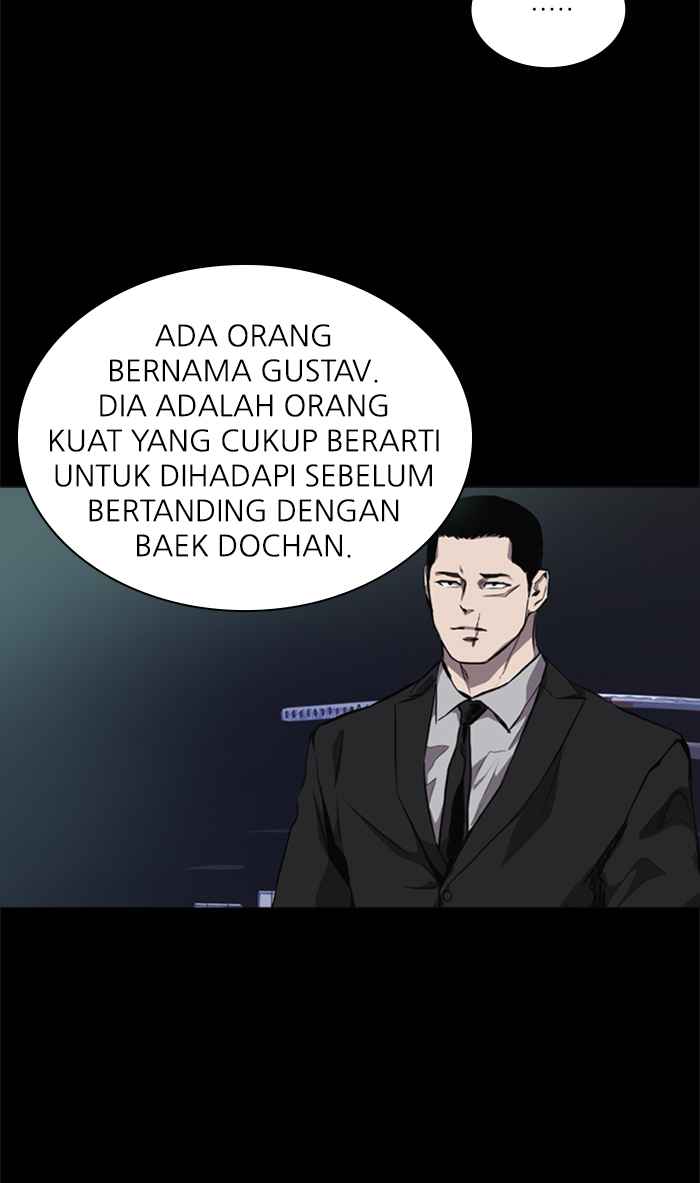 .....
ADA ORANG
BERNAMA GUSTAV.
DIA ADALAH ORANG
KUAT YANG CUKUP BERARTI
UNTUK DIHADAPI SEBELUM
BERTANDING DENGAN
BAEK DOCHAN.